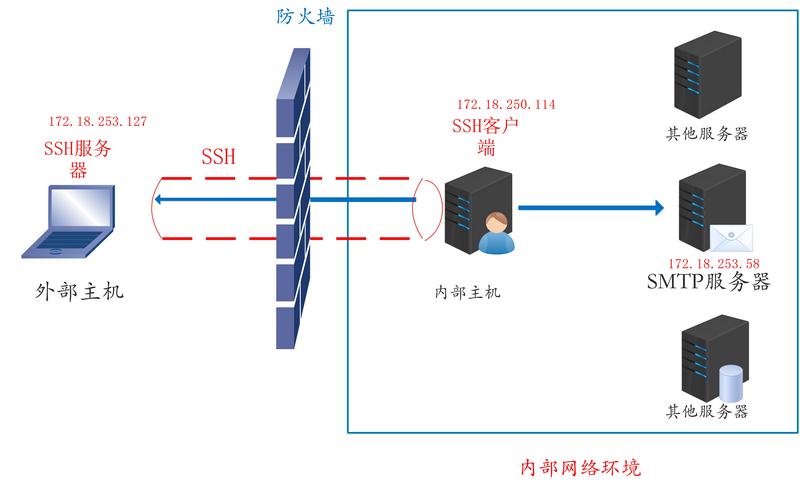 防火墙
172.18.253.127
SSH服务
器
SSH
外部主机
172.18.250.114
SSH客户
端
内部主机
其他服务器
172.18.253.58
SMTP服务器
其他服务器
内部网络环境